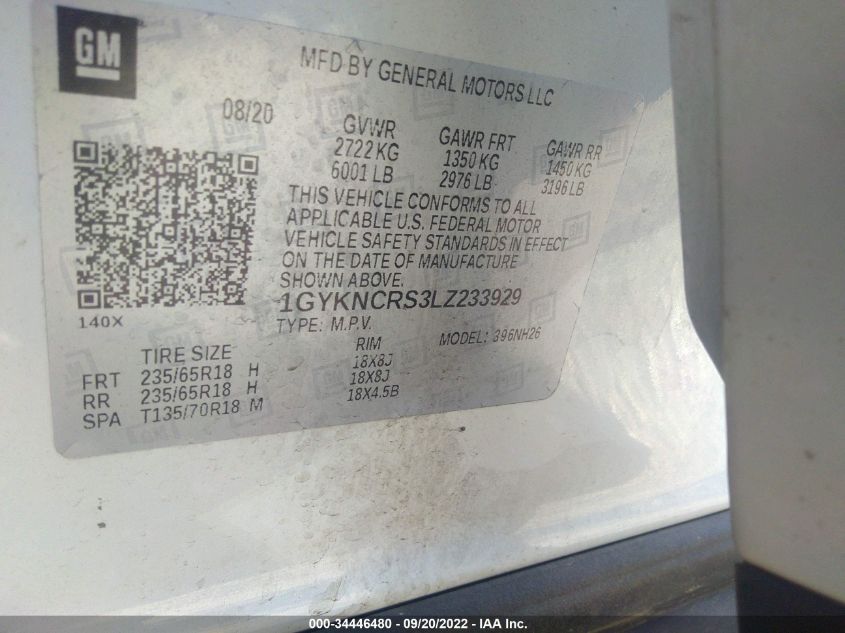 GM
MFD BY GENERAL MOTORS LLC
08/20
GVWR GAWR FRT GAWR RR
2722 KG 1350 KG 1450 KG
6001 LB 2976 LB 3196 LB
THIS VEHICLE CONFORMS TO ALL
APPLICABLE U.S. FEDERAL MOTOR
VEHICLE SAFETY STANDARDS IN EFFECT
ON THE DATE OF MANUFACTURE
SHOWN ABOVE.
1GYKNCRS3LZ233929
140X
TYPE: M.P.V. MODEL: 396NH26
TIRE SIZE RIM
FRT 235/65R18 H 18X8J
RR 235/65R18 H 18X8J
SPA T135/70R18 M 18X4.5B
000-34446480 - 09/20/2022 - IAA Inc.